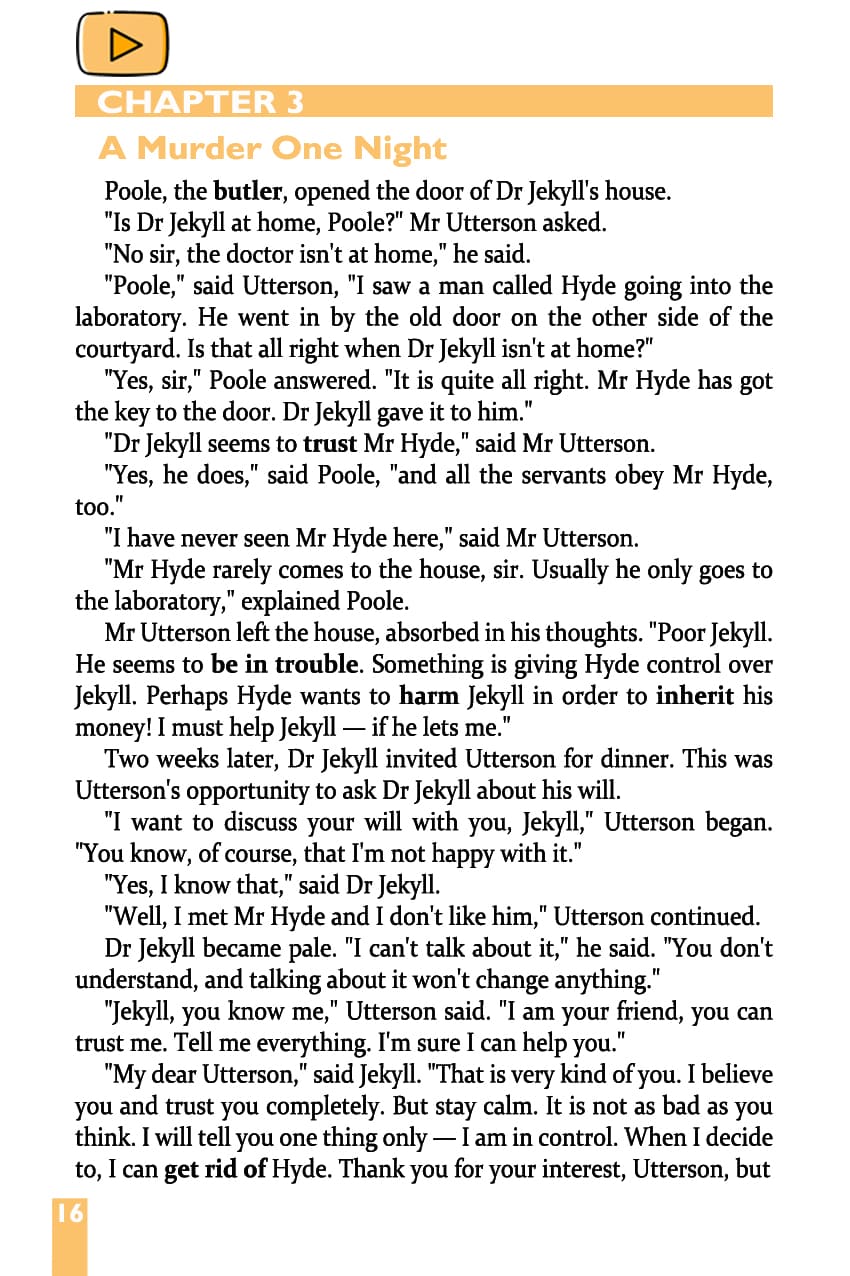 CHAPTER 3
A Murder One Night
Poole, the butler, opened the door of Dr Jekyll's house.
"Is Dr Jekyll at home, Poole?" Mr Utterson asked.
"No sir, the doctor isn't at home," he said.
"Poole," said Utterson, "I saw a man called Hyde going into the
laboratory. He went in by the old door on the other side of the
courtyard. Is that all right when Dr Jekyll isn't at home?"
"Yes, sir," Poole answered. "It is quite all right. Mr Hyde has got
the key to the door. Dr Jekyll gave it to him."
"Dr Jekyll seems to trust Mr Hyde," said Mr Utterson.
"Yes, he does," said Poole, "and all the servants obey Mr Hyde,
too."
"I have never seen Mr Hyde here," said Mr Utterson.
"Mr Hyde rarely comes to the house, sir. Usually he only goes to
the laboratory," explained Poole.
Mr Utterson left the house, absorbed in his thoughts. "Poor Jekyll.
He seems to be in trouble. Something is giving Hyde control over
Jekyll. Perhaps Hyde wants to harm Jekyll in order to inherit his
money! I must help Jekyll — if he lets me."
Two weeks later, Dr Jekyll invited Utterson for dinner. This was
Utterson's opportunity to ask Dr Jekyll about his will.
"I want to discuss your will with you, Jekyll," Utterson began.
"You know, of course, that I'm not happy with it."
"Yes, I know that," said Dr Jekyll.
"Well, I met Mr Hyde and I don't like him," Utterson continued.
Dr Jekyll became pale. "I can't talk about it," he said. "You don't
understand, and talking about it won't change anything."
"Jekyll, you know me," Utterson said. "I am your friend, you can
trust me. Tell me everything. I'm sure I can help you."
"My dear Utterson," said Jekyll. "That is very kind of you. I believe
you and trust you completely. But stay calm. It is not as bad as you
think. I will tell you one thing only — I am in control. When I decide
to, I can get rid of Hyde. Thank you for your interest, Utterson, but
16